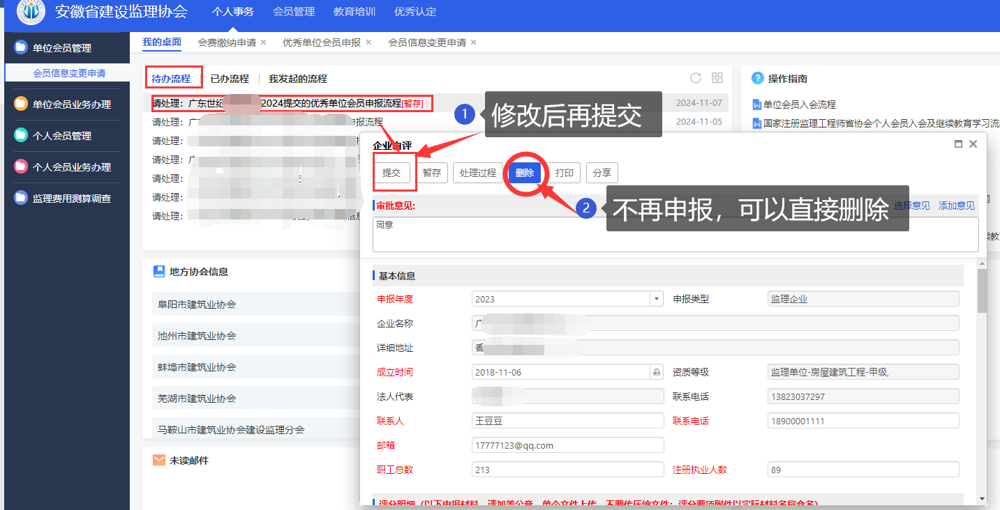 安徽省建设监理协会 个人事务 会员管理 教育培训 优秀认定
单位会员管理
会员信息变更申请
单位会员业务办理
个人会员管理
个人会员业务办理
监理费用测算调查
我的桌面 会费缴纳申请 × 优秀单位会员申报 × 会员信息变更申请 ×
待办流程 已办流程 我发起的流程
请处理：广东世纪 2024提交的优秀单位会员申报流程[暂存] 2024-11-07
请处理：广 申报流程 2024-11-05
请处理：
请处理：广
请处理：
请处理：
请处理：
操作指南
单位会员入会流程
国家注册监理工程师省协会个人会员入会及继续教育学习流
地方协会信息
阜阳市建筑业协会
池州市建筑业协会
蚌埠市建筑业协会
芜湖市建筑业协会
马鞍山市建筑业协会建设监理分会
未读邮件
1 修改后再提交
企业自评
提交 暂存 处理过程 删除 打印 分享
2 不再申报，可以直接删除
审批意见: 选择意见 添加意见
同意
基本信息
申报年度 2023 申报类型 监理企业
企业名称 广
详细地址 香
成立时间 2018-11-06 资质等级 监理单位-房屋建筑工程-甲级,
法人代表 联系电话 13823037297
联系人 王豆豆 联系电话 18900001111
邮箱 17777123@qq.com
职工总数 213 注册执业人数 89
评分明细（以下申报材料，请加盖公章，单个文件上传，不要传压缩文件；评分要项附件以实际材料名称命名）